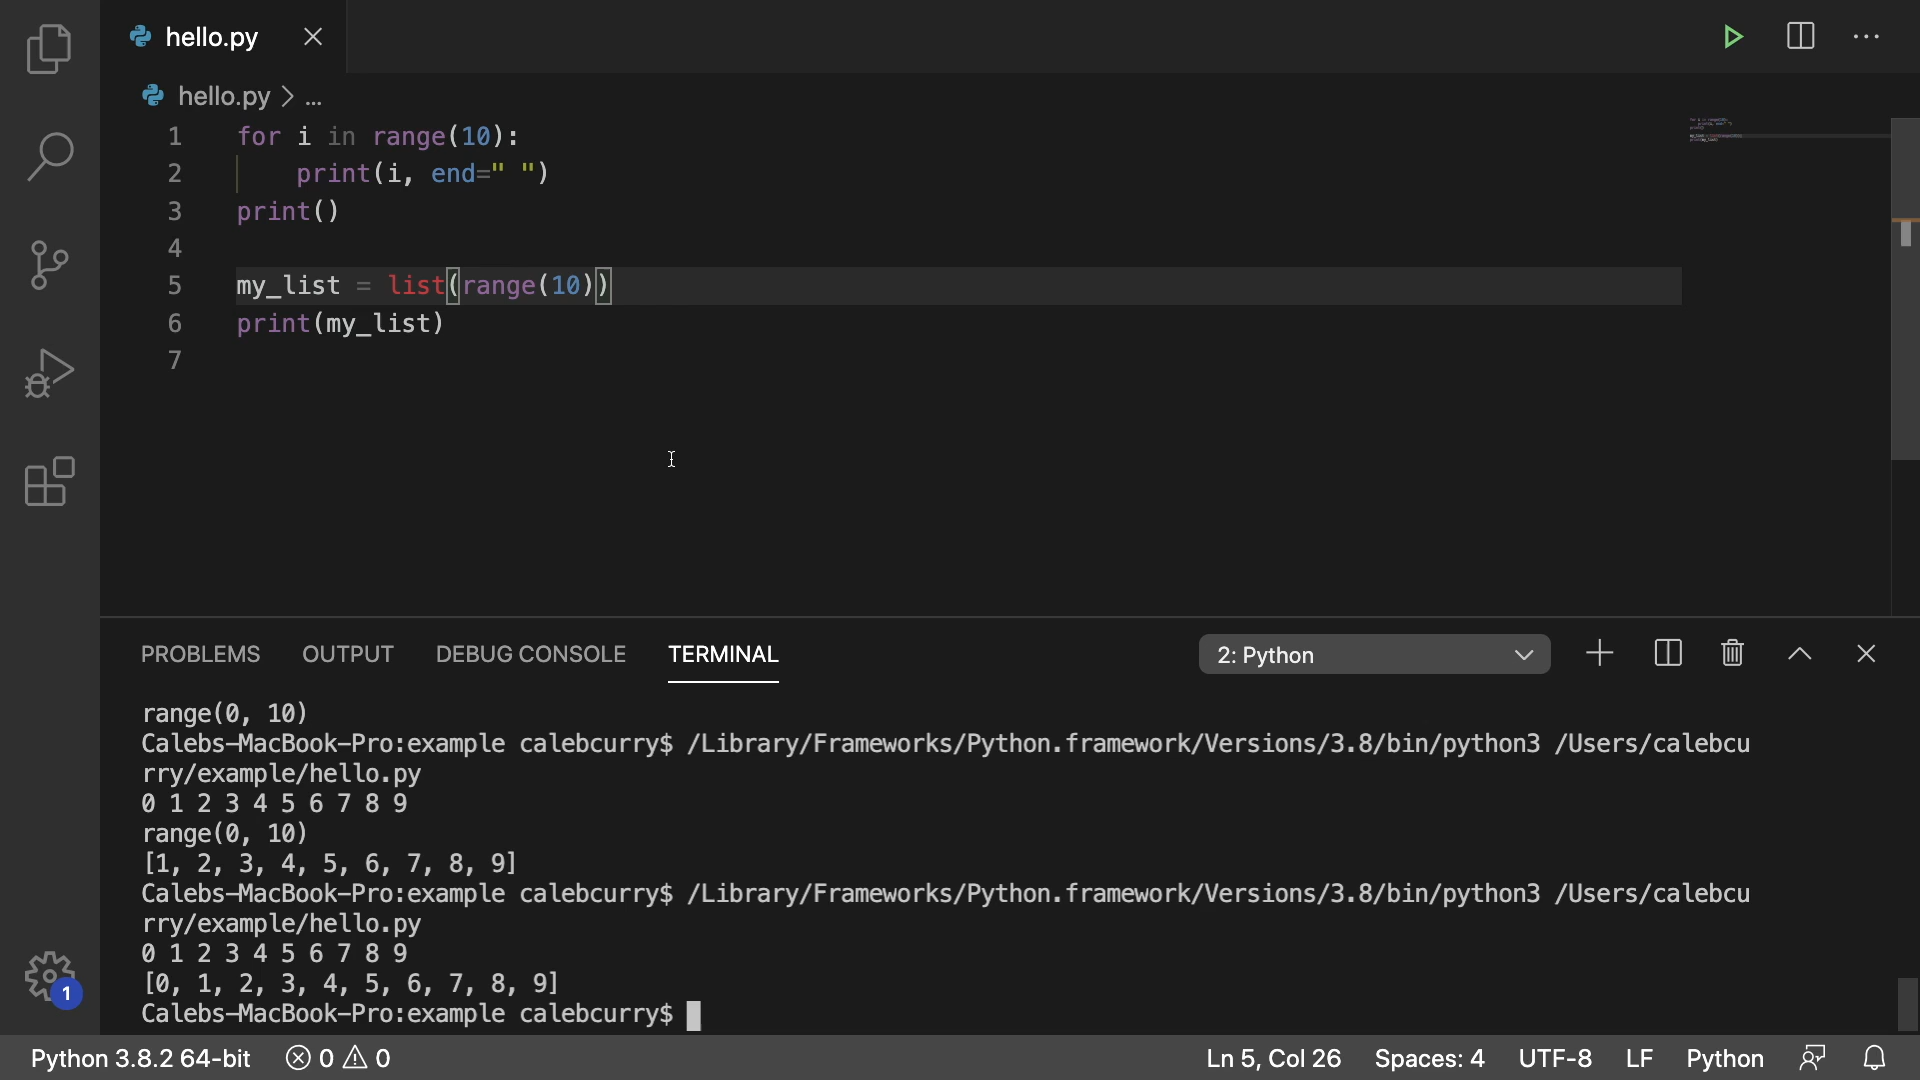 hello.py
hello.py > ...
1 for i in range(10):
2     print(i, end=" ")
3 print()
4
5 my_list = list(range(10))
6 print(my_list)
7
PROBLEMS OUTPUT DEBUG CONSOLE TERMINAL 2: Python
range(0, 10)
Calebs-MacBook-Pro:example calebcurry$ /Library/Frameworks/Python.framework/Versions/3.8/bin/python3 /Users/calebcu
rry/example/hello.py
0 1 2 3 4 5 6 7 8 9
range(0, 10)
[1, 2, 3, 4, 5, 6, 7, 8, 9]
Calebs-MacBook-Pro:example calebcurry$ /Library/Frameworks/Python.framework/Versions/3.8/bin/python3 /Users/calebcu
rry/example/hello.py
0 1 2 3 4 5 6 7 8 9
[0, 1, 2, 3, 4, 5, 6, 7, 8, 9]
Calebs-MacBook-Pro:example calebcurry$
1
Python 3.8.2 64-bit 0 0 Ln 5, Col 26 Spaces: 4 UTF-8 LF Python